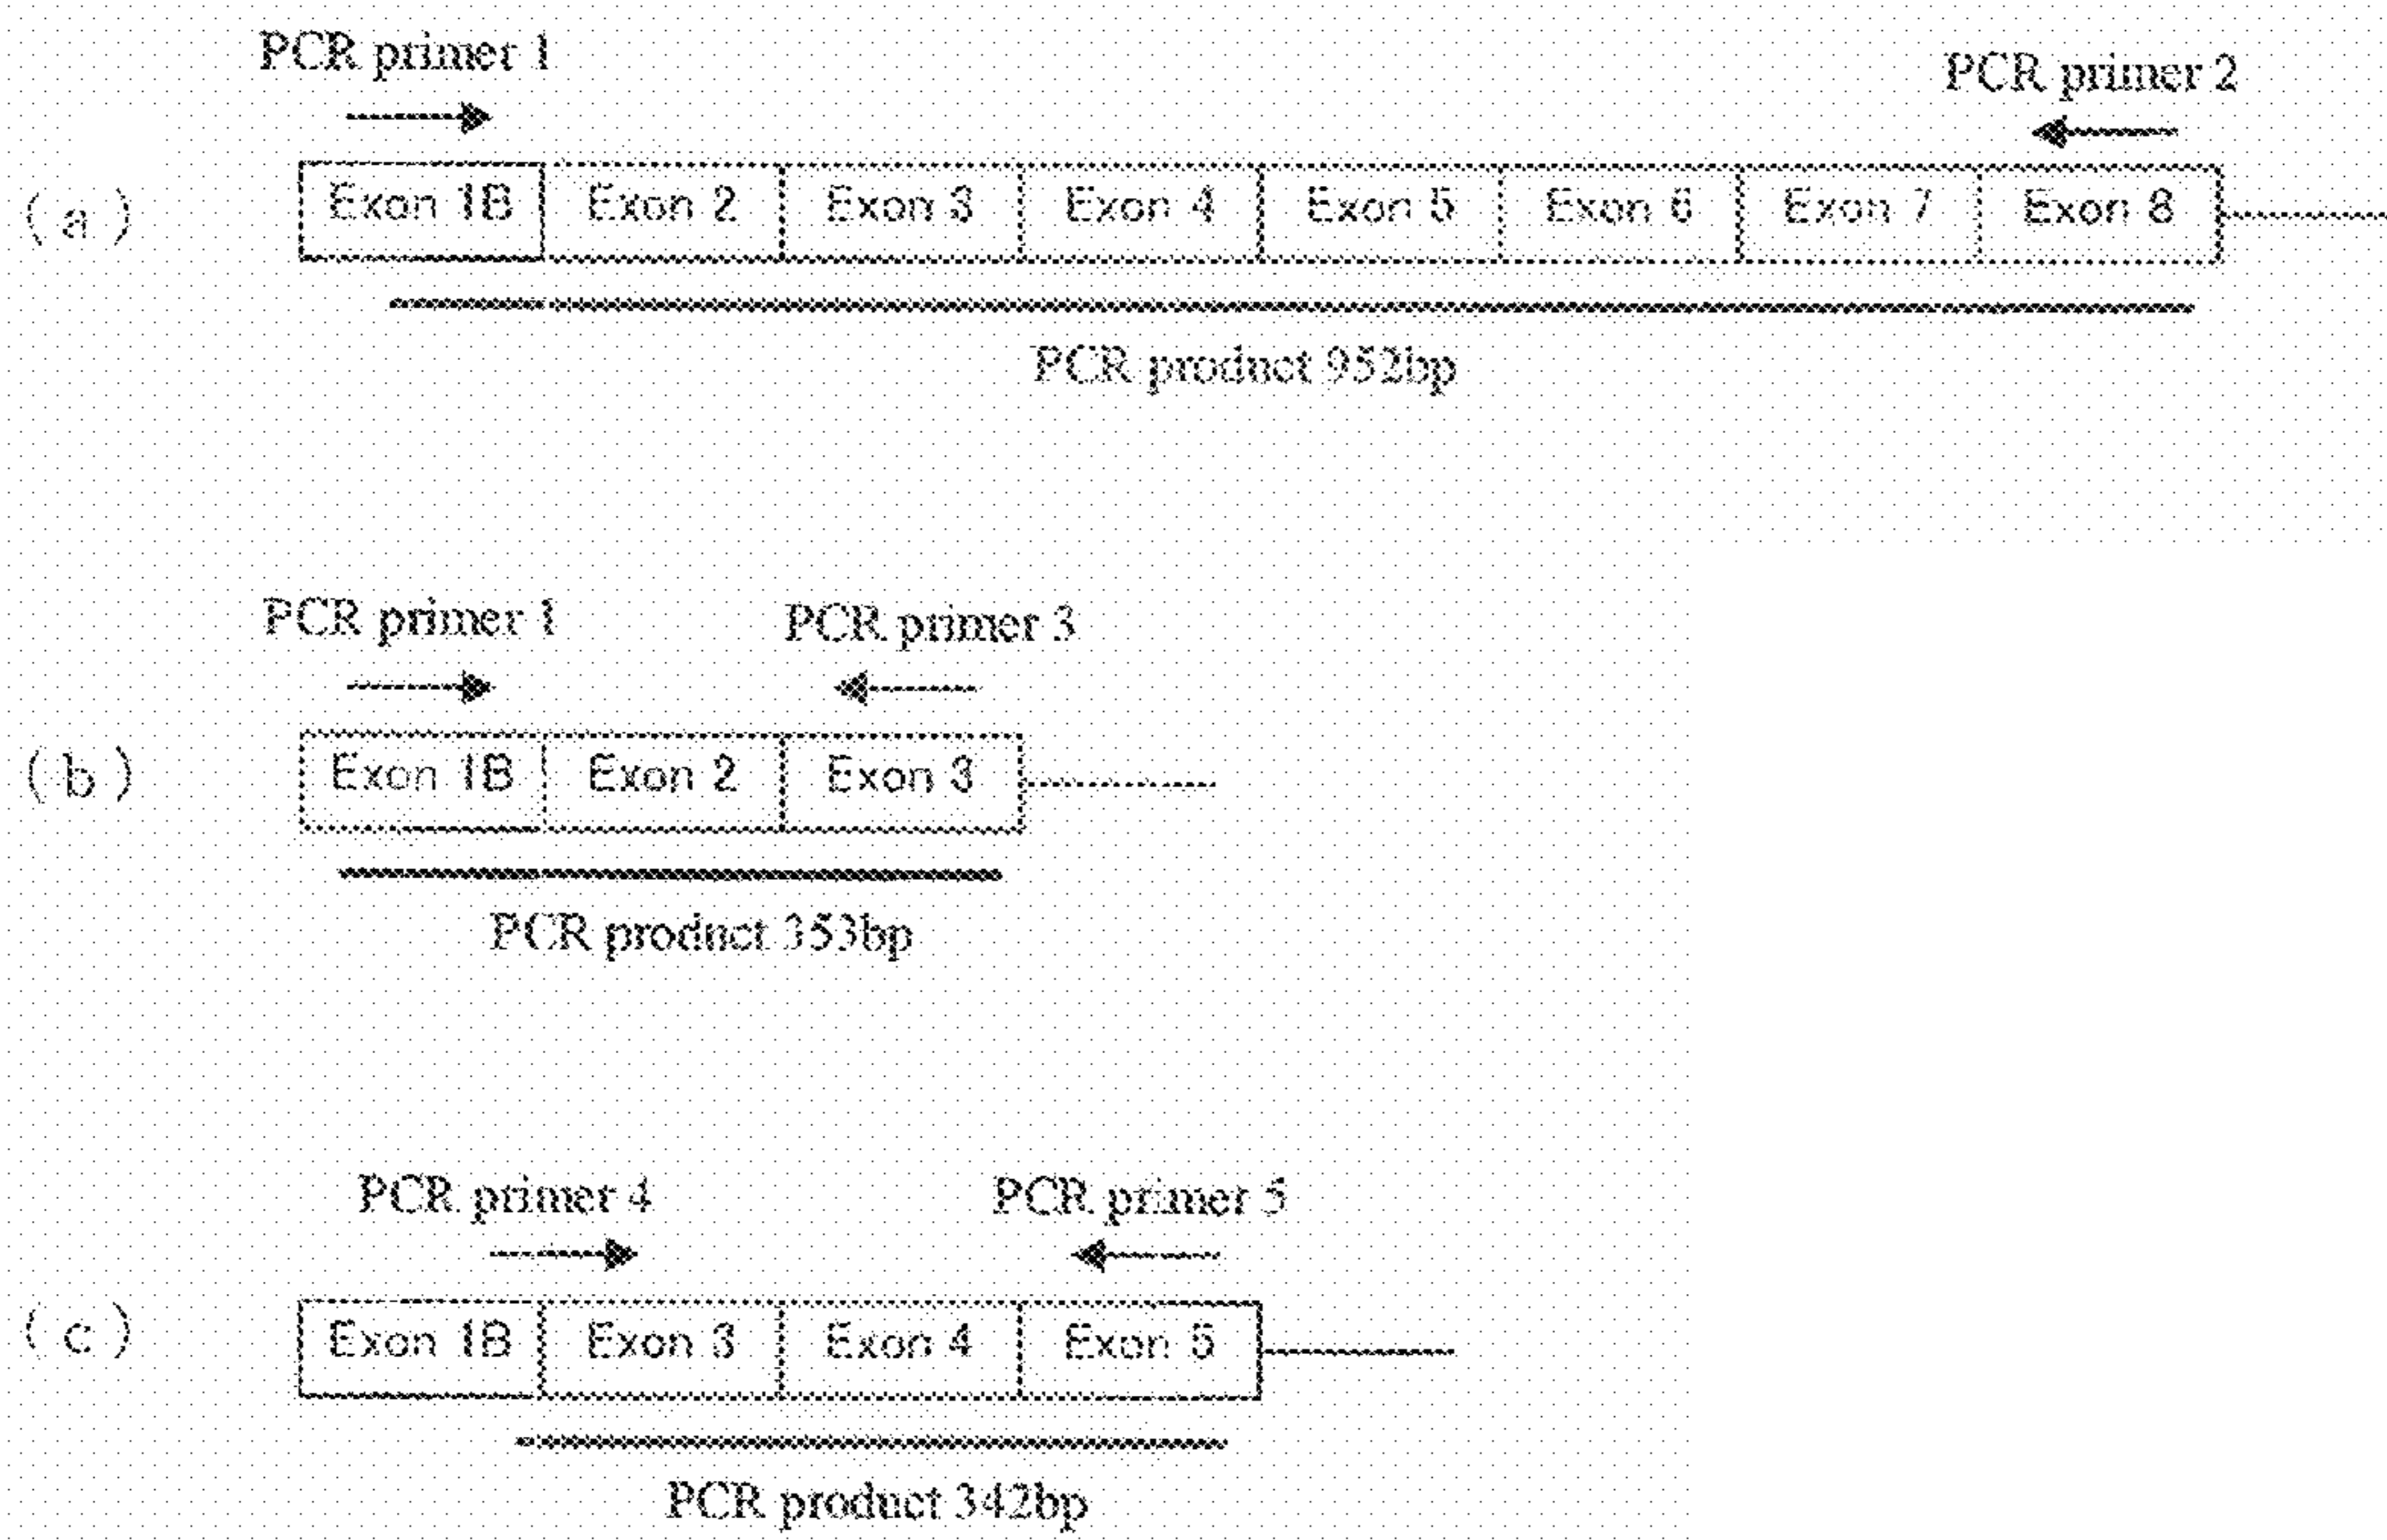 PCR primer 1
PCR primer 2
(a)
Exon 1B Exon 2 Exon 3 Exon 4 Exon 5 Exon 6 Exon 7 Exon 8
PCR product 952bp
PCR primer 1 PCR primer 3
(b)
Exon 1B Exon 2 Exon 3
PCR product 353bp
PCR primer 4 PCR primer 5
(c)
Exon 1B Exon 3 Exon 4 Exon 5
PCR product 342bp